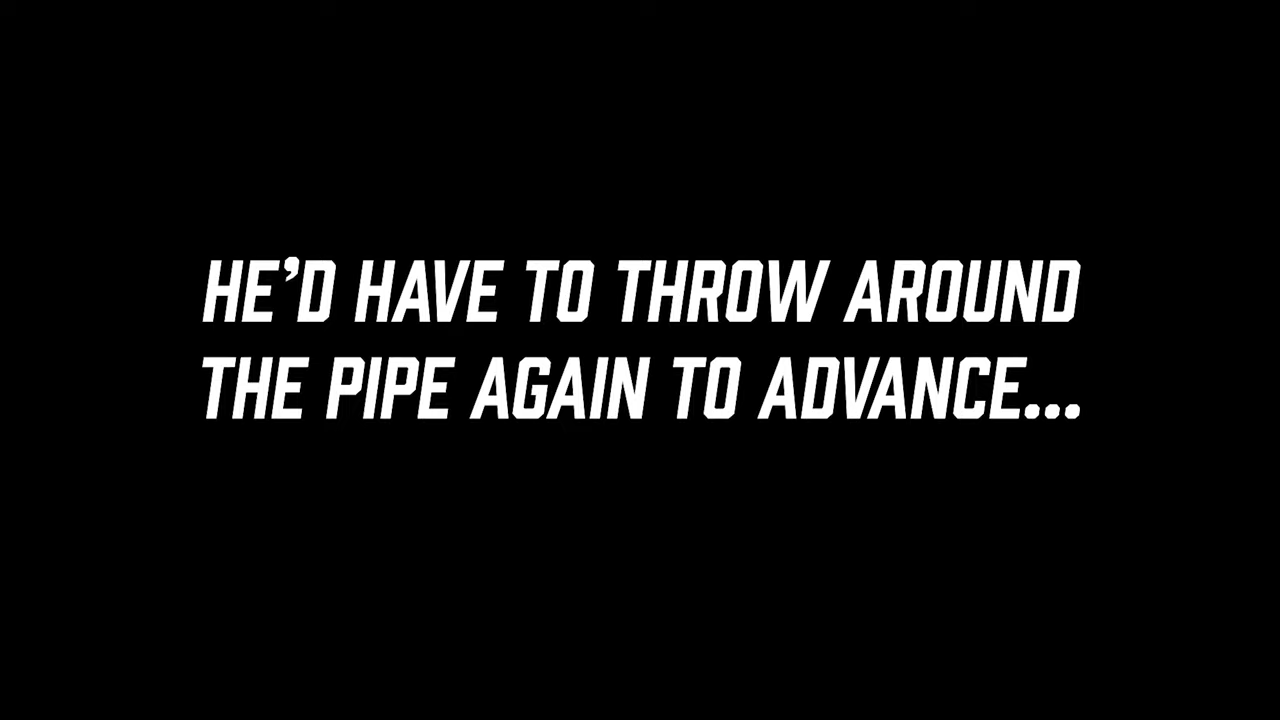 HE’D HAVE TO THROW AROUND
THE PIPE AGAIN TO ADVANCE...